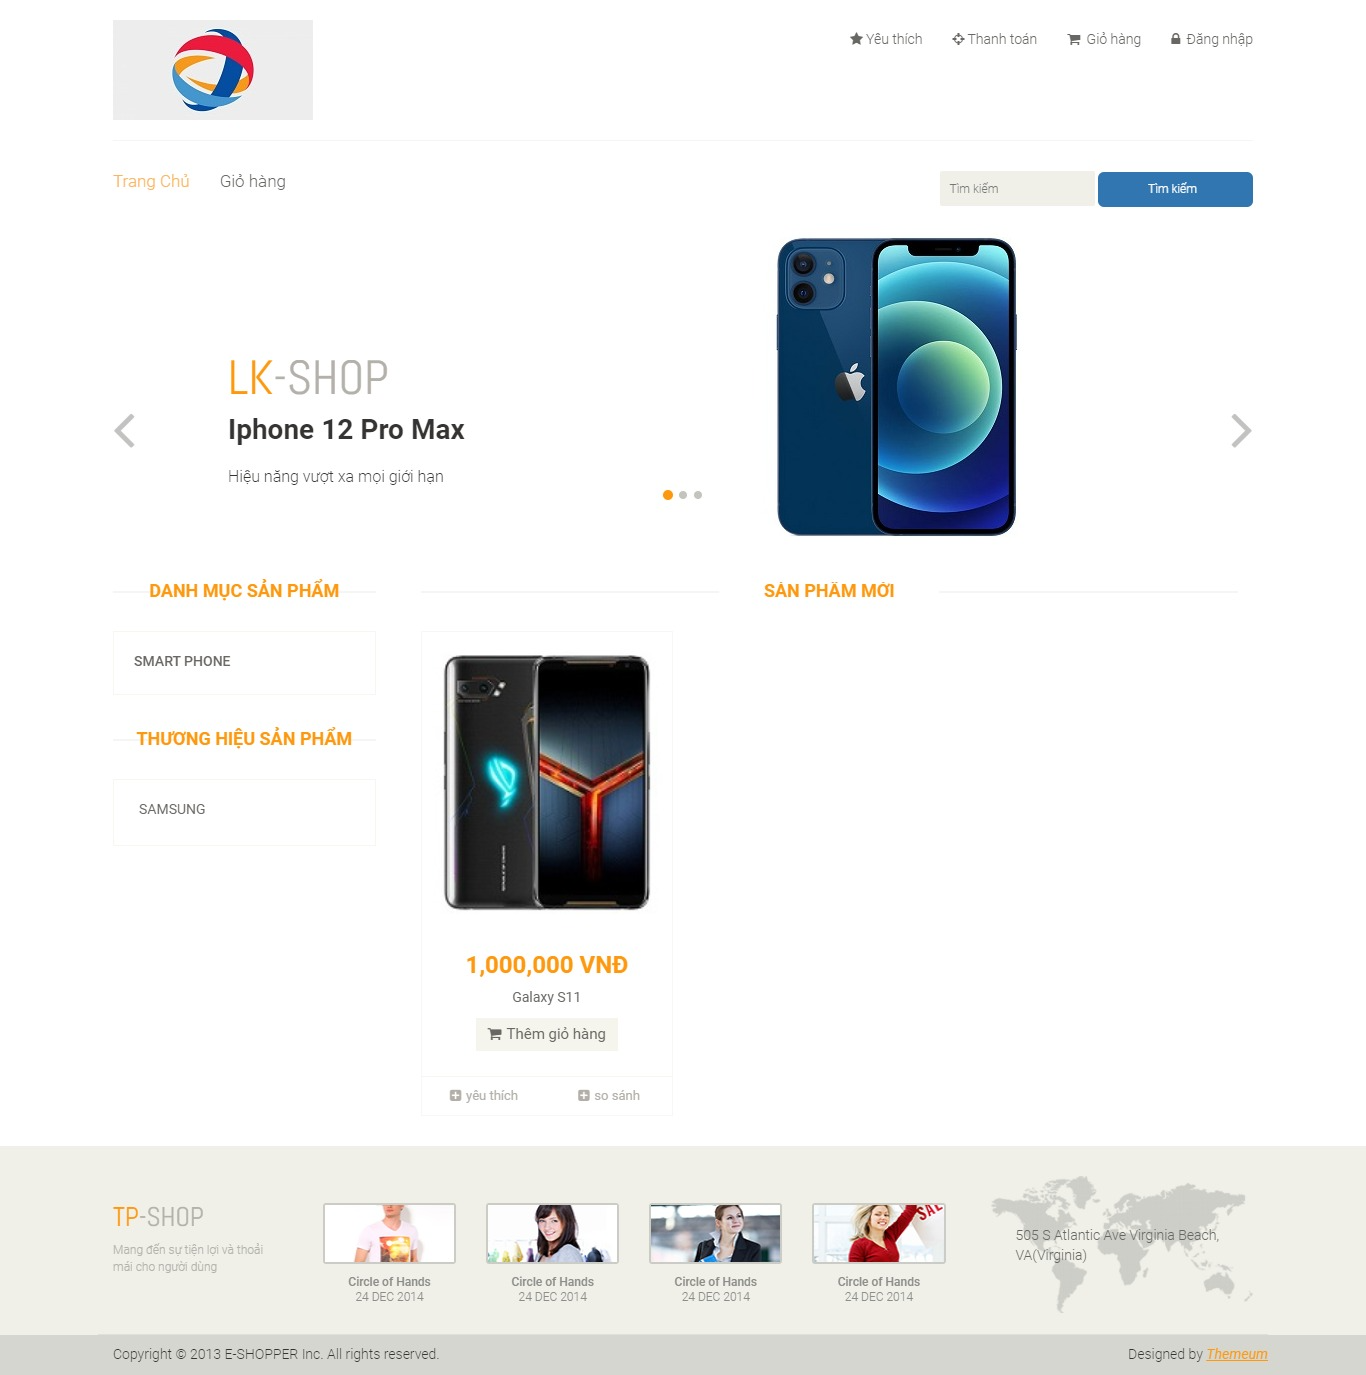 Yêu thích
Thanh toán
Giỏ hàng
Đăng nhập
Trang Chủ
Giỏ hàng
Tìm kiếm
Tìm kiếm
LK-SHOP
Iphone 12 Pro Max
Hiệu năng vượt xa mọi giới hạn
DANH MỤC SẢN PHẨM
SẢN PHẨM MỚI
SMART PHONE
THƯƠNG HIỆU SẢN PHẨM
SAMSUNG
1,000,000 VNĐ
Galaxy S11
Thêm giỏ hàng
yêu thích
so sánh
TP-SHOP
Mang đến sự tiện lợi và thoải
mái cho người dùng
Circle of Hands
24 DEC 2014
Circle of Hands
24 DEC 2014
Circle of Hands
24 DEC 2014
SAL
Circle of Hands
24 DEC 2014
505 S Atlantic Ave Virginia Beach,
VA(Virginia)
Copyright © 2013 E-SHOPPER Inc. All rights reserved.
Designed by Themeum